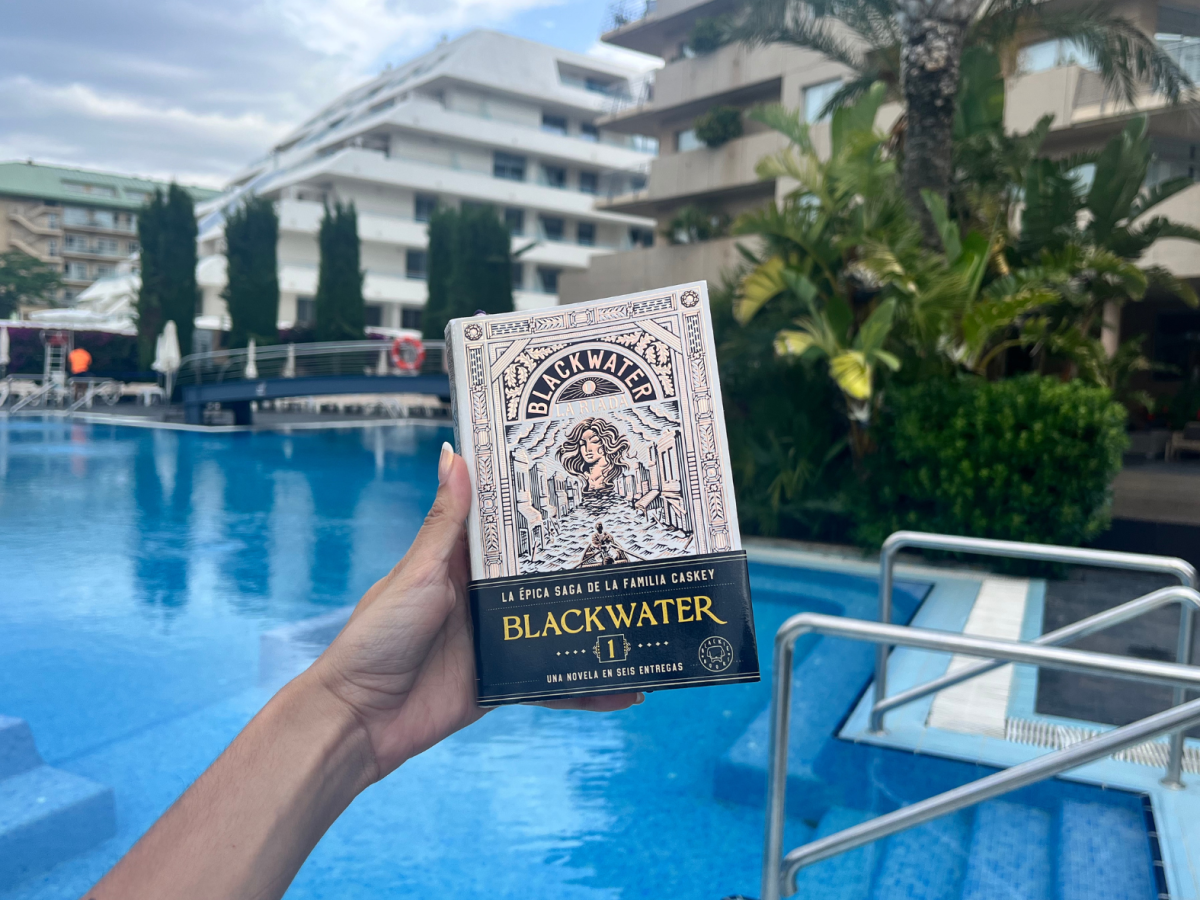 BLACKWATER
LA ÉPICA SAGA DE LA FAMILIA CASKEY
BLACKWATER
1
UNA NOVELA EN SEIS ENTREGAS